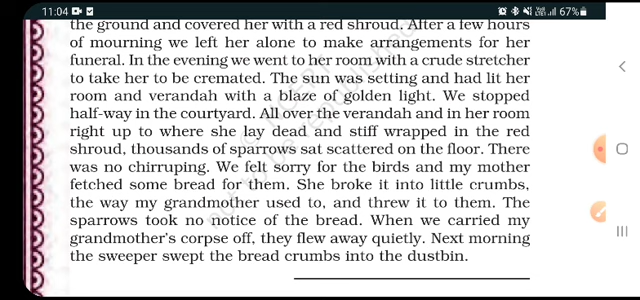 11:04 67%
the ground and covered her with a red shroud. After a few hours
of mourning we left her alone to make arrangements for her
funeral. In the evening we went to her room with a crude stretcher
to take her to be cremated. The sun was setting and had lit her
room and verandah with a blaze of golden light. We stopped
half-way in the courtyard. All over the verandah and in her room
right up to where she lay dead and stiff wrapped in the red
shroud, thousands of sparrows sat scattered on the floor. There
was no chirruping. We felt sorry for the birds and my mother
fetched some bread for them. She broke it into little crumbs,
the way my grandmother used to, and threw it to them. The
sparrows took no notice of the bread. When we carried my
grandmother's corpse off, they flew away quietly. Next morning
the sweeper swept the bread crumbs into the dustbin.